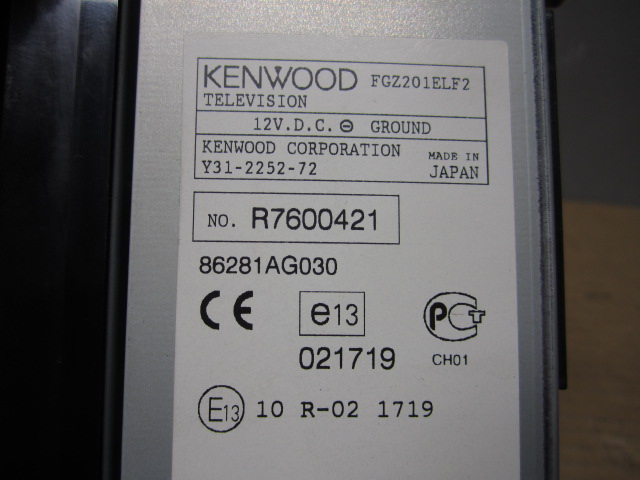 KENWOOD FGZ201ELF2
TELEVISION
12V.D.C. ⊖ GROUND
KENWOOD CORPORATION
Y31-2252-72
MADE IN
JAPAN
NO. R7600421
86281AG030
CE e13 PCT
021719 CH01
E13 10 R-02 1719